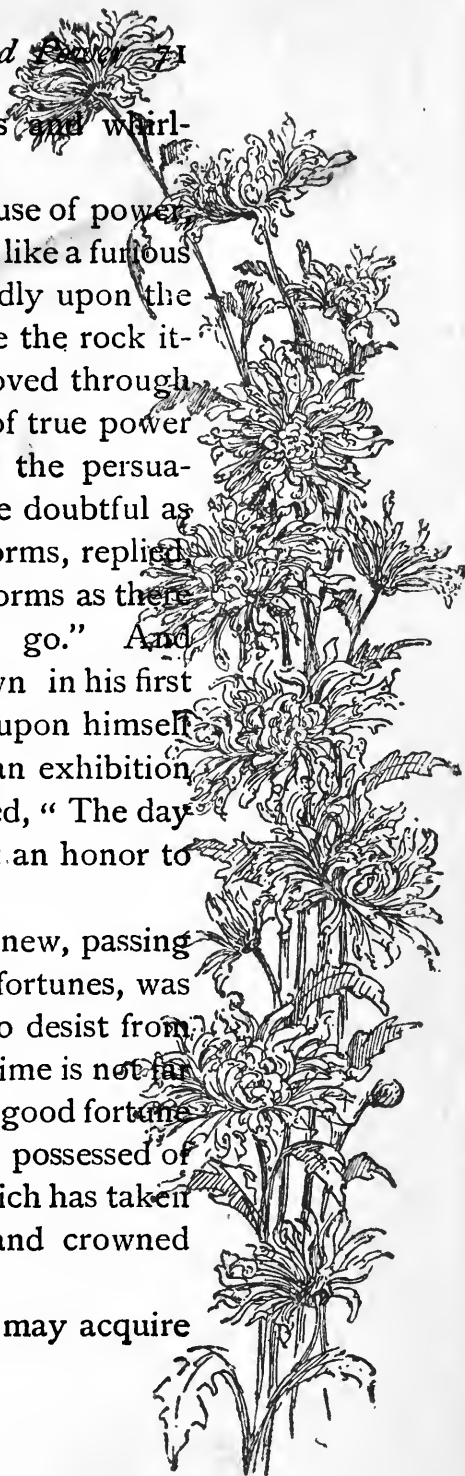 d Power 71
s and whirl-
use of power,
like a furious
dly upon the
e the rock it-
oved through
of true power
the persua-
e doubtful as
orms, replied,
orms as there
go." And
vn in his first
upon himself
an exhibition
ed, “ The day
an honor to
new, passing
fortunes, was
o desist from
ime is not far
good fortune
possessed of
ich has taken
and crowned
may acquire